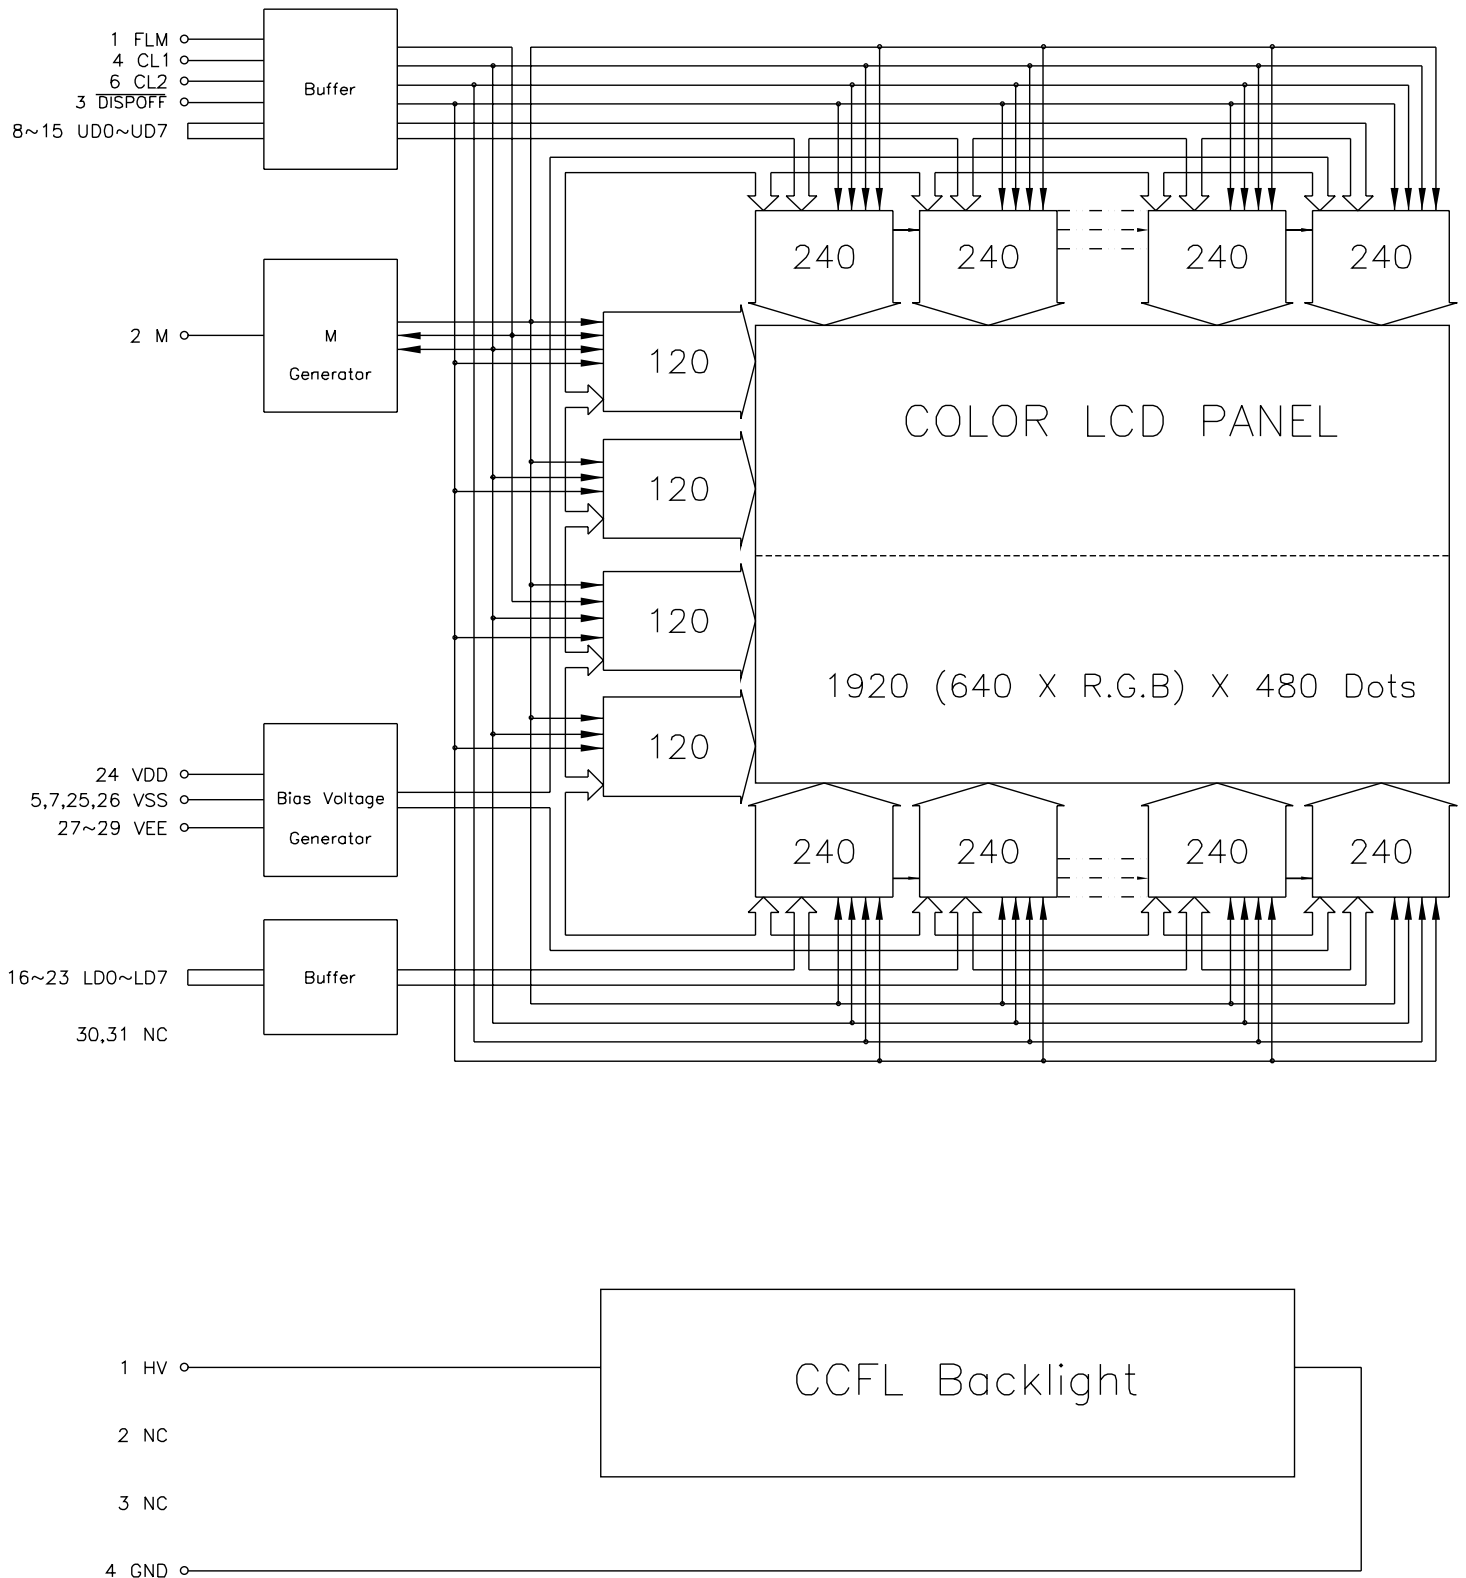 1 FLM
4 CL1
6 CL2
3 DISPOFF
8~15 UD0~UD7
Buffer
240 240 240 240
2 M
M
Generator
120
COLOR LCD PANEL
120
120
1920 (640 X R.G.B) X 480 Dots
120
24 VDD
5,7,25,26 VSS
27~29 VEE
Bias Voltage
Generator
240 240 240 240
16~23 LD0~LD7
Buffer
30,31 NC
1 HV
CCFL Backlight
2 NC
3 NC
4 GND